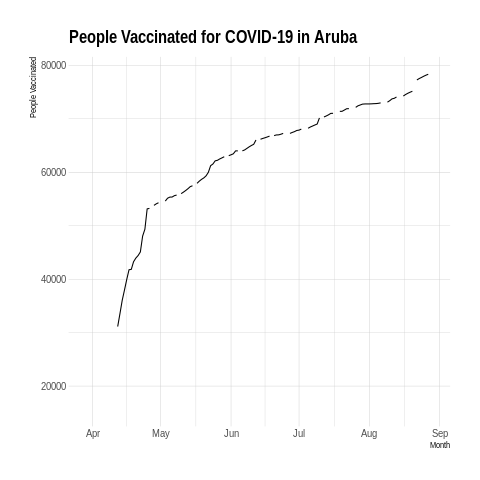 People Vaccinated for COVID-19 in Aruba
People Vaccinated
80000
60000
40000
20000
Apr May Jun Jul Aug Sep
Month